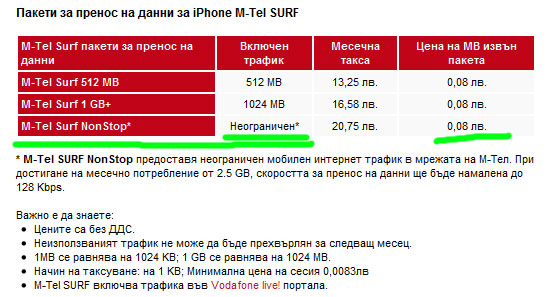 Пакети за пренос на данни за iPhone M-Tel SURF
M-Tel Surf пакети за пренос на данни Включен трафик Месечна такса Цена на MB извън пакета
M-Tel Surf 512 MB 512 MB 13,25 лв. 0,08 лв.
M-Tel Surf 1 GB+ 1024 MB 16,58 лв. 0,08 лв.
M-Tel Surf NonStop* Неограничен* 20,75 лв. 0,08 лв.
* M-Tel SURF NonStop предоставя неограничен мобилен интернет трафик в мрежата на М-Тел. При
достигане на месечно потребление от 2.5 GB, скоростта за пренос на данни ще бъде намалена до
128 Kbps.
Важно е да знаете:
• Цените са без ДДС.
• Неизползваният трафик не може да бъде прехвърлян за следващ месец.
• 1MB се равнява на 1024 KB; 1 GB се равнява на 1024 MB.
• Начин на таксуване: на 1 KB; Минимална цена на сесия 0,0083лв
• M-Tel SURF включва трафика във Vodafone live! портала.